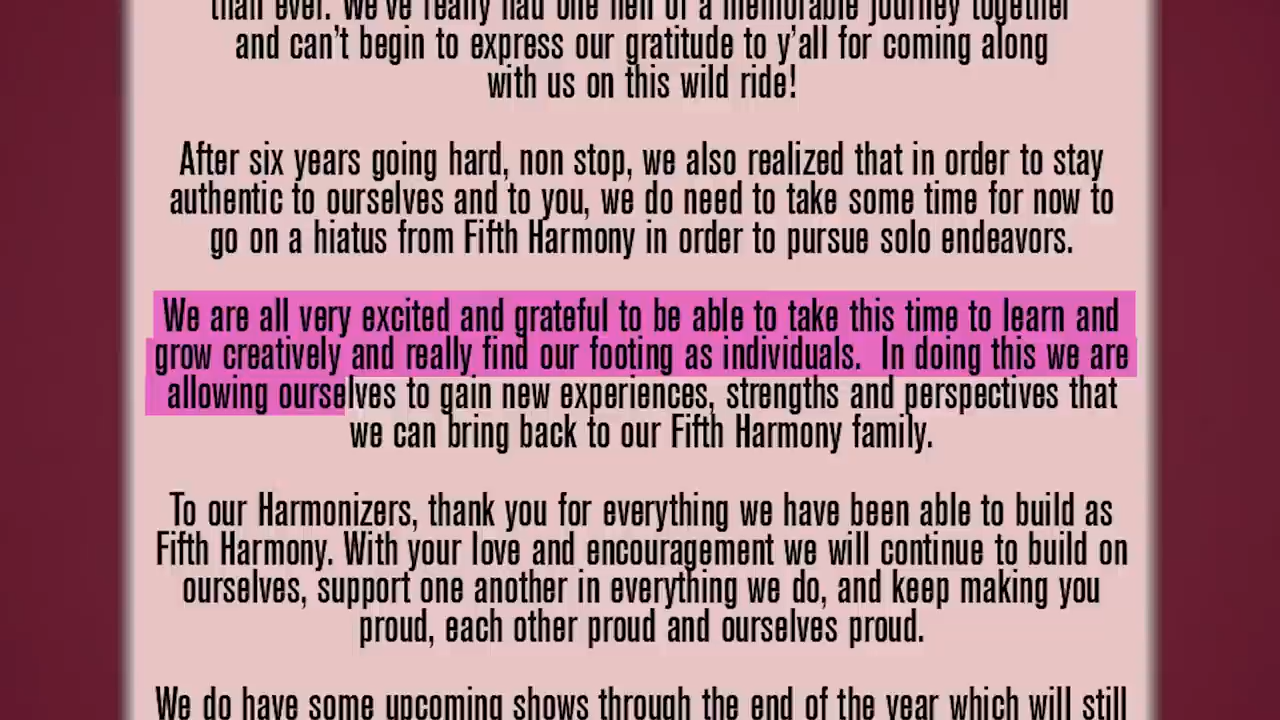 than ever. We've really had one hell of a memorable journey together
and can't begin to express our gratitude to y'all for coming along
with us on this wild ride!
After six years going hard, non stop, we also realized that in order to stay
authentic to ourselves and to you, we do need to take some time for now to
go on a hiatus from Fifth Harmony in order to pursue solo endeavors.
We are all very excited and grateful to be able to take this time to learn and
grow creatively and really find our footing as individuals.  In doing this we are
allowing ourselves to gain new experiences, strengths and perspectives that
we can bring back to our Fifth Harmony family.
To our Harmonizers, thank you for everything we have been able to build as
Fifth Harmony. With your love and encouragement we will continue to build on
ourselves, support one another in everything we do, and keep making you
proud, each other proud and ourselves proud.
We do have some upcoming shows through the end of the year which will still